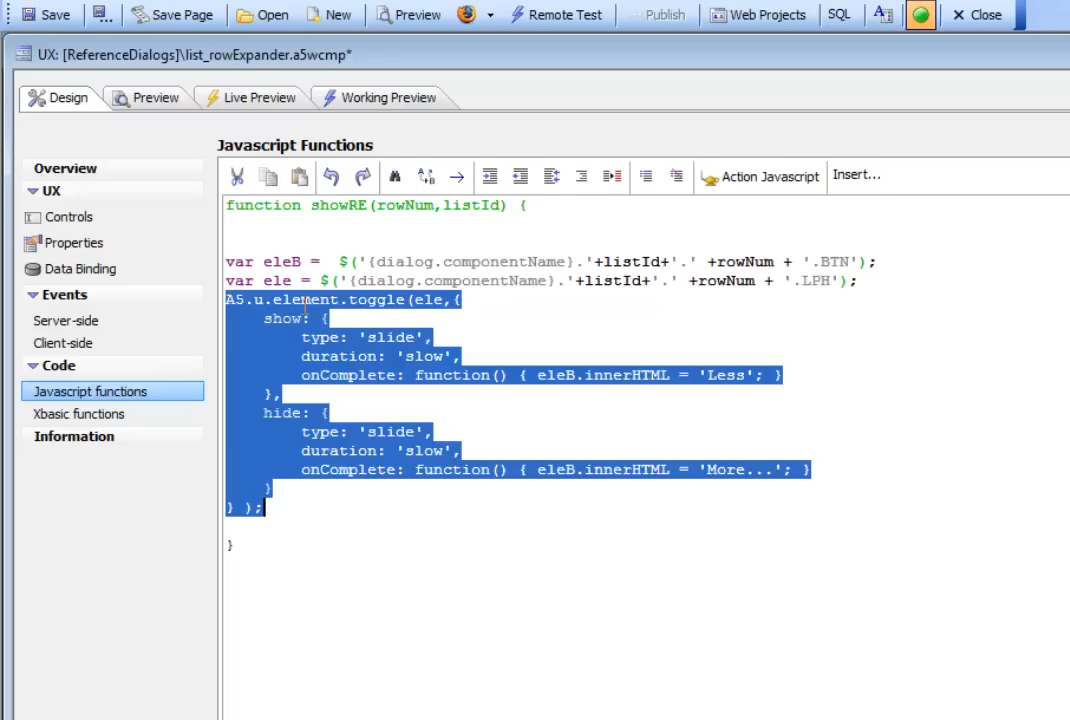 Save Save Page Open New Preview Remote Test Publish Web Projects SQL Close
UX: [ReferenceDialogs]\list_rowExpander.a5wcmp*
Design Preview Live Preview Working Preview
Javascript Functions
Overview
UX
Controls
Properties
Data Binding
Events
Server-side
Client-side
Code
Javascript functions
Xbasic functions
Information
Action Javascript Insert...
function showRE(rowNum,listId) {
var eleB =  $('{dialog.componentName}.'+listId+'.' +rowNum + '.BTN');
var ele = $('{dialog.componentName}.'+listId+'.' +rowNum + '.LPH');
A5.u.element.toggle(ele,{
show: {
type: 'slide',
duration: 'slow',
onComplete: function() { eleB.innerHTML = 'Less'; }
},
hide: {
type: 'slide',
duration: 'slow',
onComplete: function() { eleB.innerHTML = 'More...'; }
}
} );
}